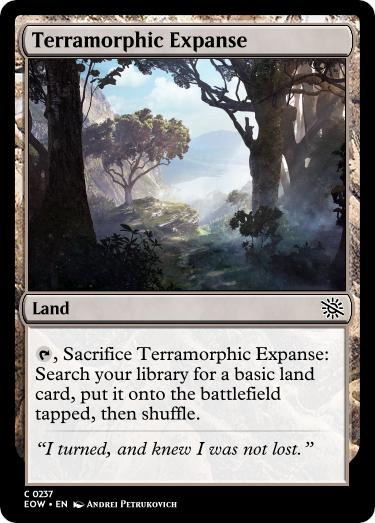 Terramorphic Expanse
Land
, Sacrifice Terramorphic Expanse:
Search your library for a basic land
card, put it onto the battlefield
tapped, then shuffle.
“I turned, and knew I was not lost.”
C 0237
EOW • EN Andrei Petrukovich